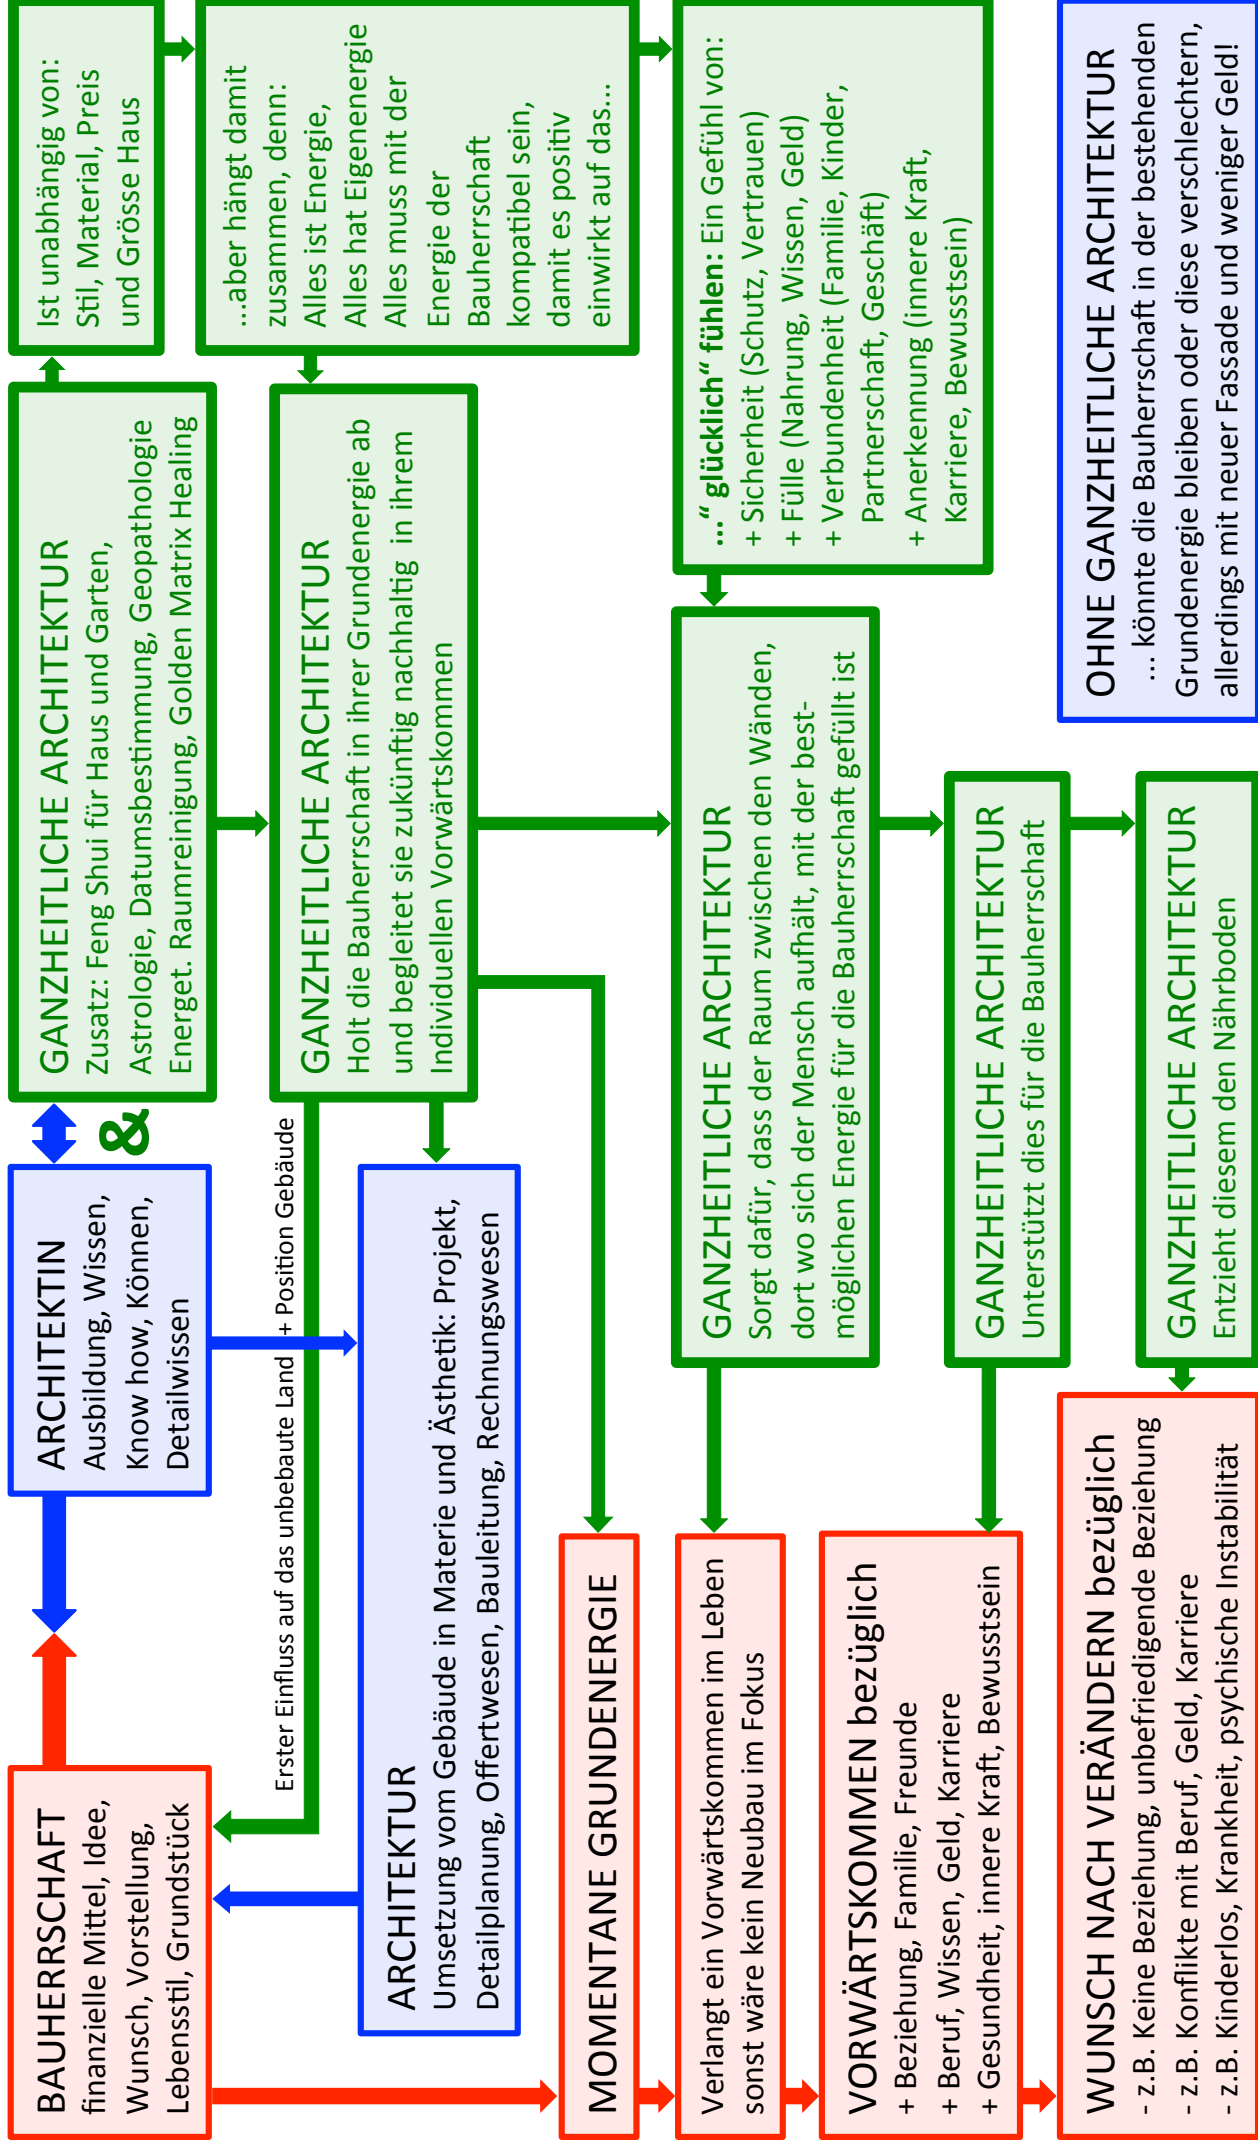 BAUHERRSCHAFT
finanzielle Mittel, Idee,
Wunsch, Vorstellung,
Lebensstil, Grundstück
ARCHITEKTIN
Ausbildung, Wissen,
Know how, Können,
Detailwissen
&
GANZHEITLICHE ARCHITEKTUR
Zusatz: Feng Shui für Haus und Garten,
Astrologie, Datumsbestimmung, Geopathologie
Energet. Raumreinigung, Golden Matrix Healing
Ist unabhängig von:
Stil, Material, Preis
und Grösse Haus
Erster Einfluss auf das unbebaute Land + Position Gebäude
GANZHEITLICHE ARCHITEKTUR
Holt die Bauherrschaft in ihrer Grundenergie ab
und begleitet sie zukünftig nachhaltig in ihrem
Individuellen Vorwärtskommen
...aber hängt damit
zusammen, denn:
Alles ist Energie,
Alles hat Eigenenergie
Alles muss mit der
Energie der
Bauherrschaft
kompatibel sein,
damit es positiv
einwirkt auf das...
ARCHITEKTUR
Umsetzung vom Gebäude in Materie und Ästhetik: Projekt,
Detailplanung, Offertwesen, Bauleitung, Rechnungswesen
MOMENTANE GRUNDENERGIE
Verlangt ein Vorwärtskommen im Leben
sonst wäre kein Neubau im Fokus
GANZHEITLICHE ARCHITEKTUR
Sorgt dafür, dass der Raum zwischen den Wänden,
dort wo sich der Mensch aufhält, mit der best-
möglichen Energie für die Bauherrschaft gefüllt ist
..." glücklich" fühlen: Ein Gefühl von:
+ Sicherheit (Schutz, Vertrauen)
+ Fülle (Nahrung, Wissen, Geld)
+ Verbundenheit (Familie, Kinder,
Partnerschaft, Geschäft)
+ Anerkennung (innere Kraft,
Karriere, Bewusstsein)
VORWÄRTSKOMMEN bezüglich
+ Beziehung, Familie, Freunde
+ Beruf, Wissen, Geld, Karriere
+ Gesundheit, innere Kraft, Bewusstsein
GANZHEITLICHE ARCHITEKTUR
Unterstützt dies für die Bauherrschaft
WUNSCH NACH VERÄNDERN bezüglich
- z.B. Keine Beziehung, unbefriedigende Beziehung
- z.B. Konflikte mit Beruf, Geld, Karriere
- z.B. Kinderlos, Krankheit, psychische Instabilität
GANZHEITLICHE ARCHITEKTUR
Entzieht diesem den Nährboden
OHNE GANZHEITLICHE ARCHITEKTUR
... könnte die Bauherrschaft in der bestehenden
Grundenergie bleiben oder diese verschlechtern,
allerdings mit neuer Fassade und weniger Geld!